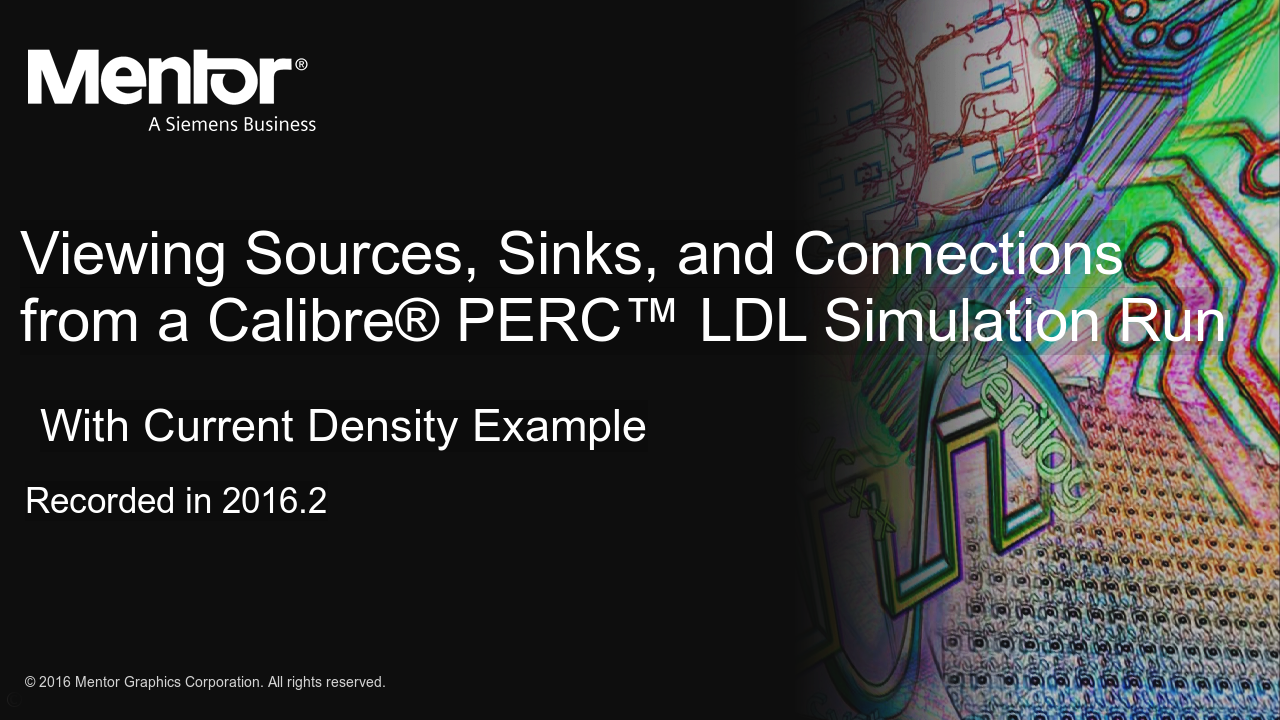 Mentor®
A Siemens Business
Viewing Sources, Sinks, and Connections
from a Calibre® PERC™ LDL Simulation Run
With Current Density Example
Recorded in 2016.2
© 2016 Mentor Graphics Corporation. All rights reserved.